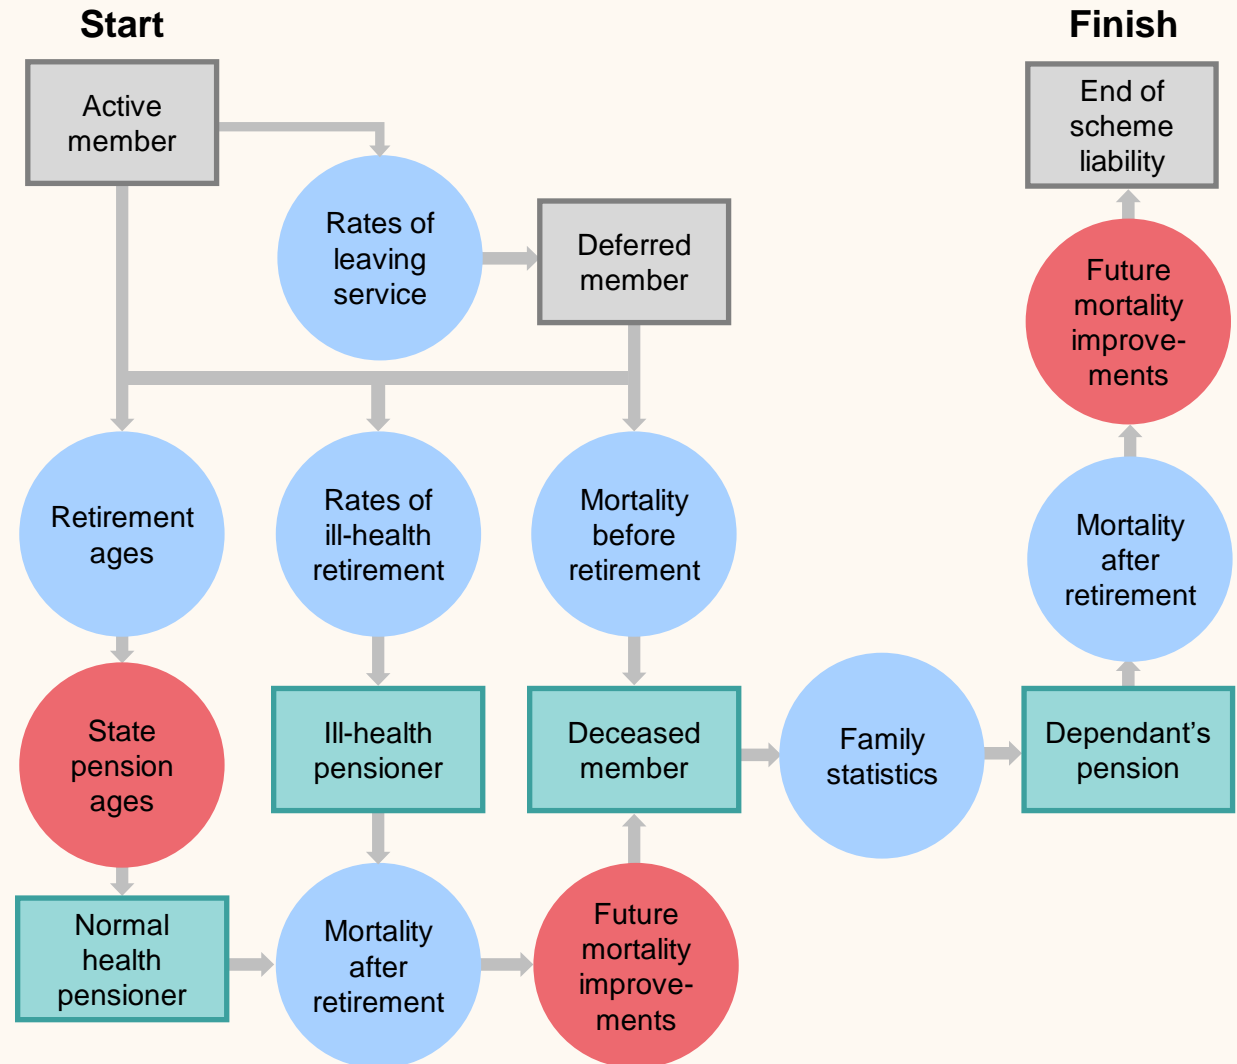 Start
Finish
Active
member
End of
scheme
liability
Rates of
leaving
service
Deferred
member
Future
mortality
improve-
ments
Retirement
ages
Rates of
ill-health
retirement
Mortality
before
retirement
Mortality
after
retirement
State
pension
ages
Ill-health
pensioner
Deceased
member
Family
statistics
Dependant’s
pension
Normal
health
pensioner
Mortality
after
retirement
Future
mortality
improve-
ments